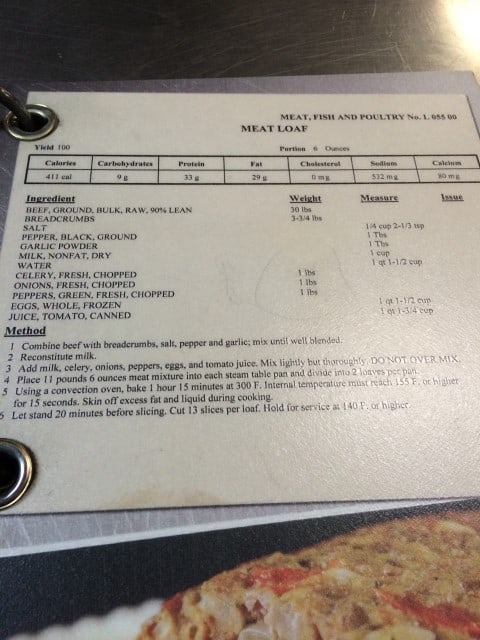 MEAT, FISH AND POULTRY No. L 055 00
MEAT LOAF
Yield 100 Portion 6 Ounces
Calories Carbohydrates Protein Fat Cholesterol Sodium Calcium
411 cal 9 g 33 g 29 g 0 mg 532 mg 80 mg
Ingredient Weight Measure Issue
BEEF, GROUND, BULK, RAW, 90% LEAN 30 lbs
BREADCRUMBS 3-3/4 lbs
SALT 1/4 cup 2-1/3 tsp
PEPPER, BLACK, GROUND 1 Tbs
GARLIC POWDER 1 Tbs
MILK, NONFAT, DRY 1 cup
WATER 1 qt 1-1/2 cup
CELERY, FRESH, CHOPPED 1 lbs
ONIONS, FRESH, CHOPPED 1 lbs
PEPPERS, GREEN, FRESH, CHOPPED 1 lbs
EGGS, WHOLE, FROZEN 1 qt 1-1/2 cup
JUICE, TOMATO, CANNED 1 qt 1-3/4 cup
Method
1 Combine beef with breadcrumbs, salt, pepper and garlic; mix until well blended.
2 Reconstitute milk.
3 Add milk, celery, onions, peppers, eggs, and tomato juice. Mix lightly but thoroughly. DO NOT OVER MIX.
4 Place 11 pounds 6 ounces meat mixture into each steam table pan and divide into 2 loaves per pan.
5 Using a convection oven, bake 1 hour 15 minutes at 300 F. Internal temperature must reach 155 F. or higher
for 15 seconds. Skin off excess fat and liquid during cooking.
6 Let stand 20 minutes before slicing. Cut 13 slices per loaf. Hold for service at 140 F. or higher.